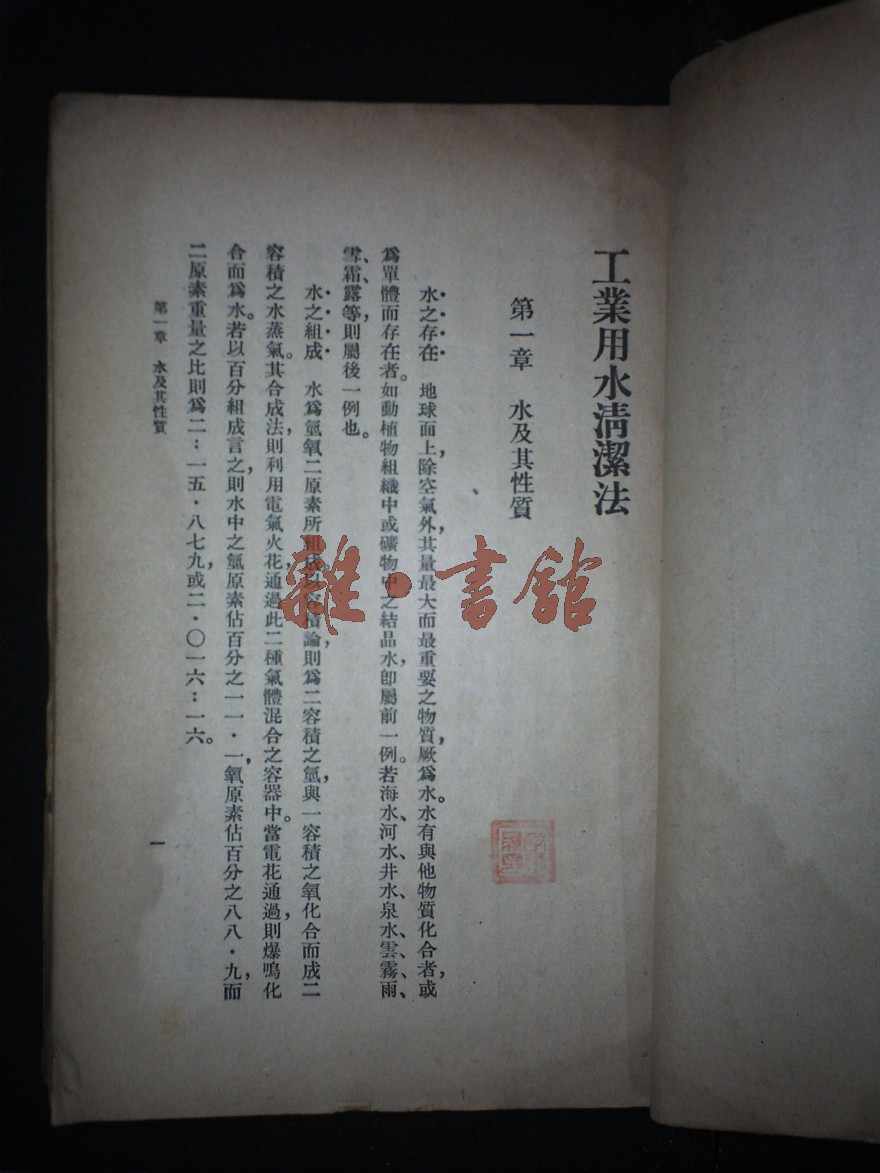 工業用水清潔法
第一章　水及其性質
水之存在　地球面上，除空氣外，其量最大而最重要之物質，厥爲水。水有與他物質化合者，或
爲單體而存在者。如動植物組織中或礦物中之結晶水，卽屬前一例。若海水、河水、井水、泉水、雲、霧、雨、
雪、霜、露等，則屬後一例也。
水之組成　水爲氫氧二原素所組成。以容積論，則爲二容積之氫，與一容積之氧化合而成二
容積之水蒸氣。其合成法，則利用電氣火花，通過此二種氣體混合之容器中。當電花通過，則爆鳴化
合而爲水。若以百分組成言之，則水中之氫原素佔百分之一一·一，氧原素佔百分之八八·九，而
二原素重量之比則爲二：一五·八七九，或二·〇一六：一六。
第一章　水及其性質
一
雜·書館